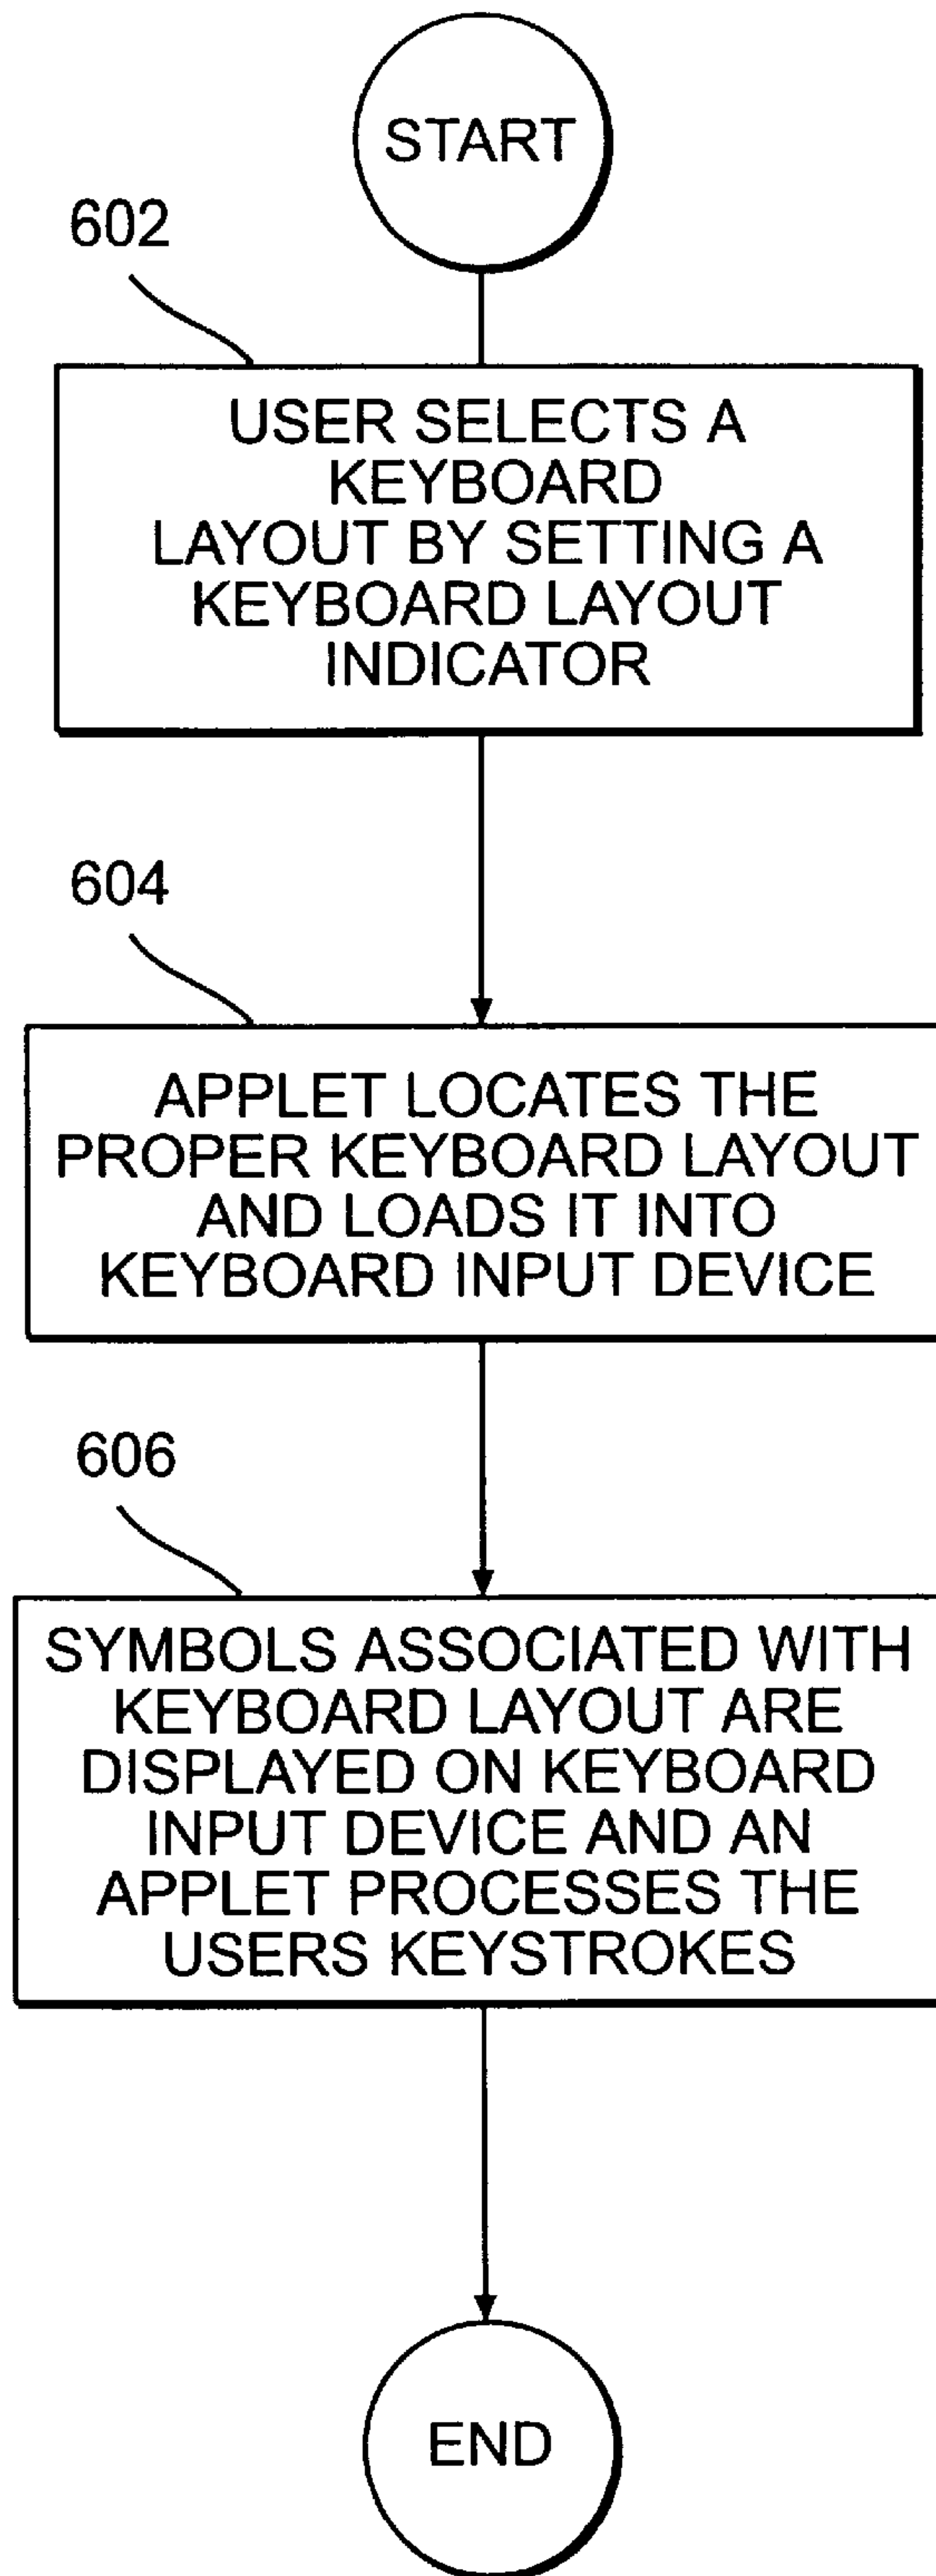 START
602
USER SELECTS A
KEYBOARD
LAYOUT BY SETTING A
KEYBOARD LAYOUT
INDICATOR
604
APPLET LOCATES THE
PROPER KEYBOARD LAYOUT
AND LOADS IT INTO
KEYBOARD INPUT DEVICE
606
SYMBOLS ASSOCIATED WITH
KEYBOARD LAYOUT ARE
DISPLAYED ON KEYBOARD
INPUT DEVICE AND AN
APPLET PROCESSES THE
USERS KEYSTROKES
END